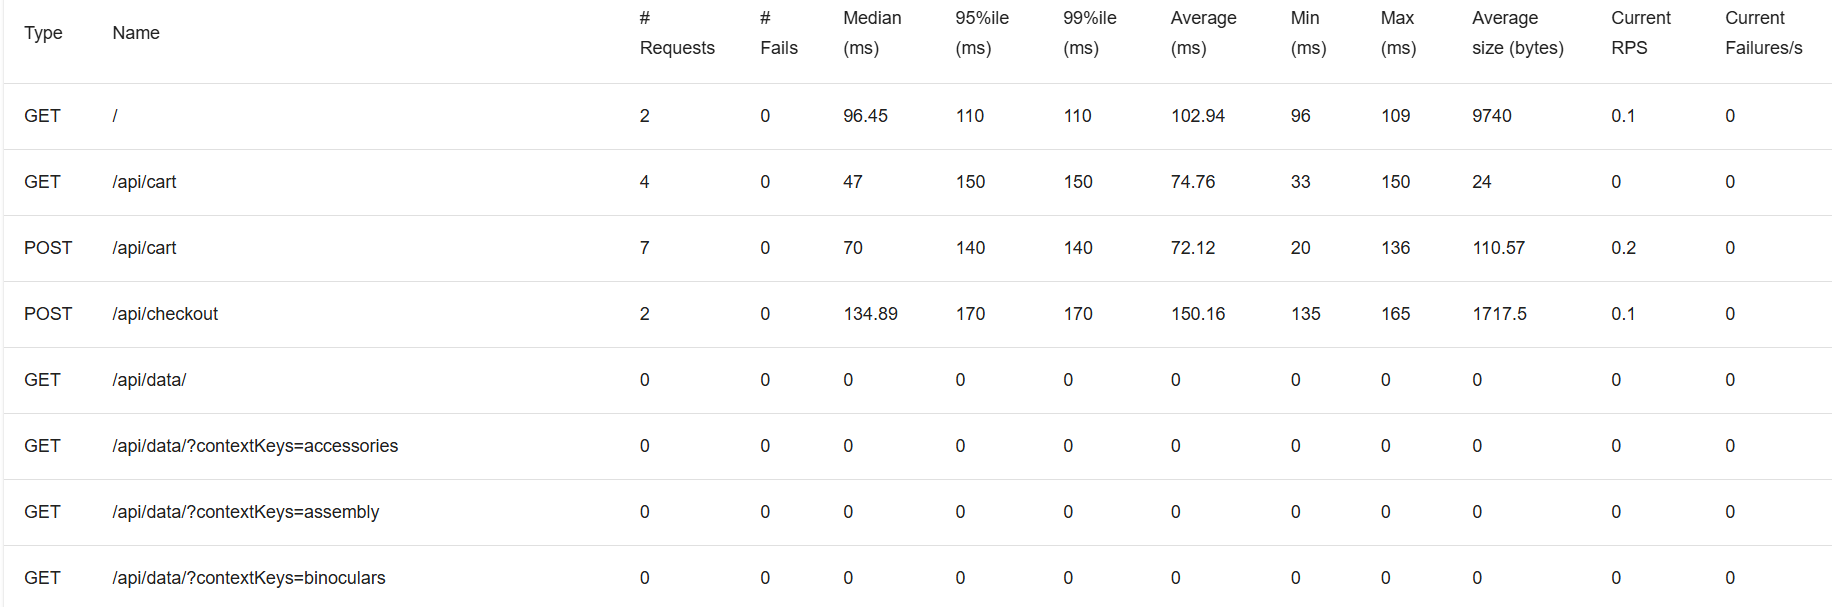 Type Name # Requests # Fails Median (ms) 95%ile (ms) 99%ile (ms) Average (ms) Min (ms) Max (ms) Average size (bytes) Current RPS Current Failures/s
GET / 2 0 96.45 110 110 102.94 96 109 9740 0.1 0
GET /api/cart 4 0 47 150 150 74.76 33 150 24 0 0
POST /api/cart 7 0 70 140 140 72.12 20 136 110.57 0.2 0
POST /api/checkout 2 0 134.89 170 170 150.16 135 165 1717.5 0.1 0
GET /api/data/ 0 0 0 0 0 0 0 0 0 0 0
GET /api/data/?contextKeys=accessories 0 0 0 0 0 0 0 0 0 0 0
GET /api/data/?contextKeys=assembly 0 0 0 0 0 0 0 0 0 0 0
GET /api/data/?contextKeys=binoculars 0 0 0 0 0 0 0 0 0 0 0